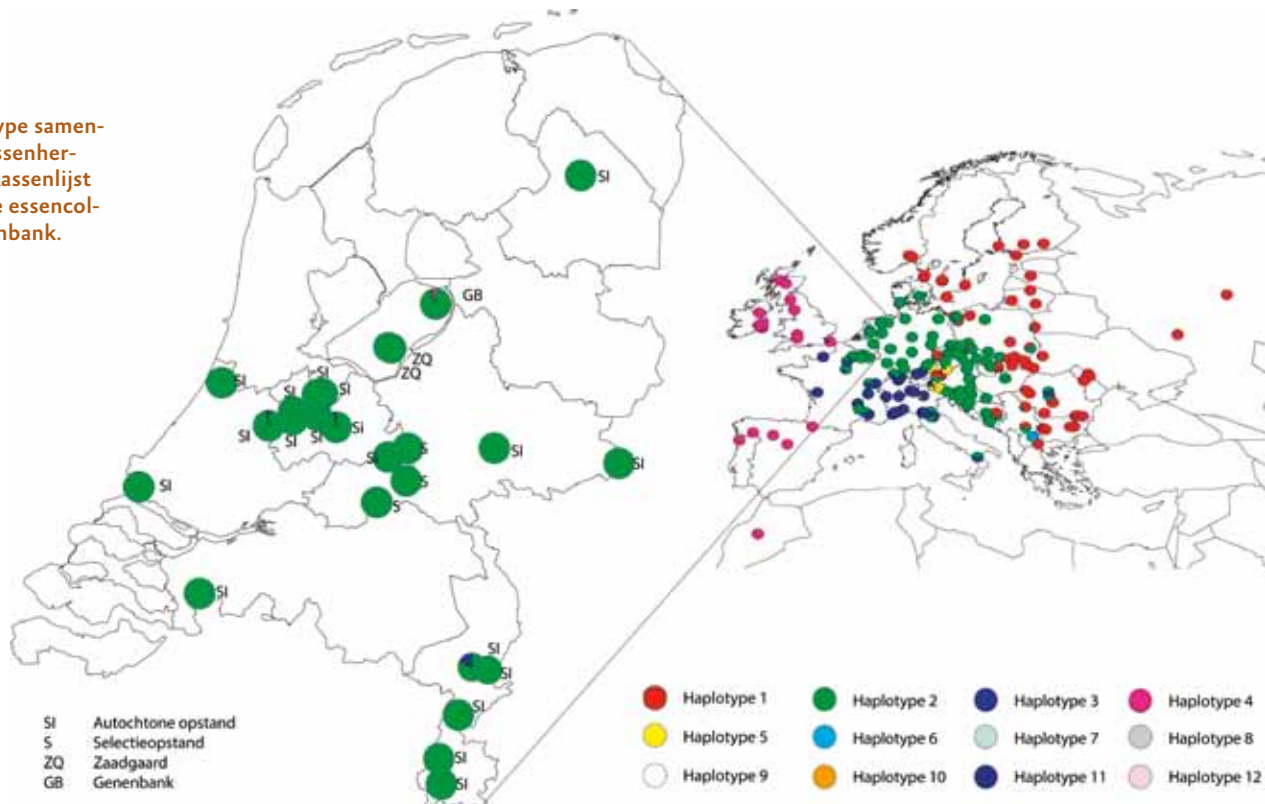 ype samen-
ssenher-
assenlijst
e essencol-
nbank.
SI
GB
ZQ
ZQ
SI
SI
SI
SI
SI
SI
SI
Si
SI
S
SI
SI
S
S
SI
SI
SI
SI
SI
SI
SI
SI Autochtone opstand
S Selectieopstand
ZQ Zaadgaard
GB Genenbank
Haplotype 1 Haplotype 2 Haplotype 3 Haplotype 4
Haplotype 5 Haplotype 6 Haplotype 7 Haplotype 8
Haplotype 9 Haplotype 10 Haplotype 11 Haplotype 12